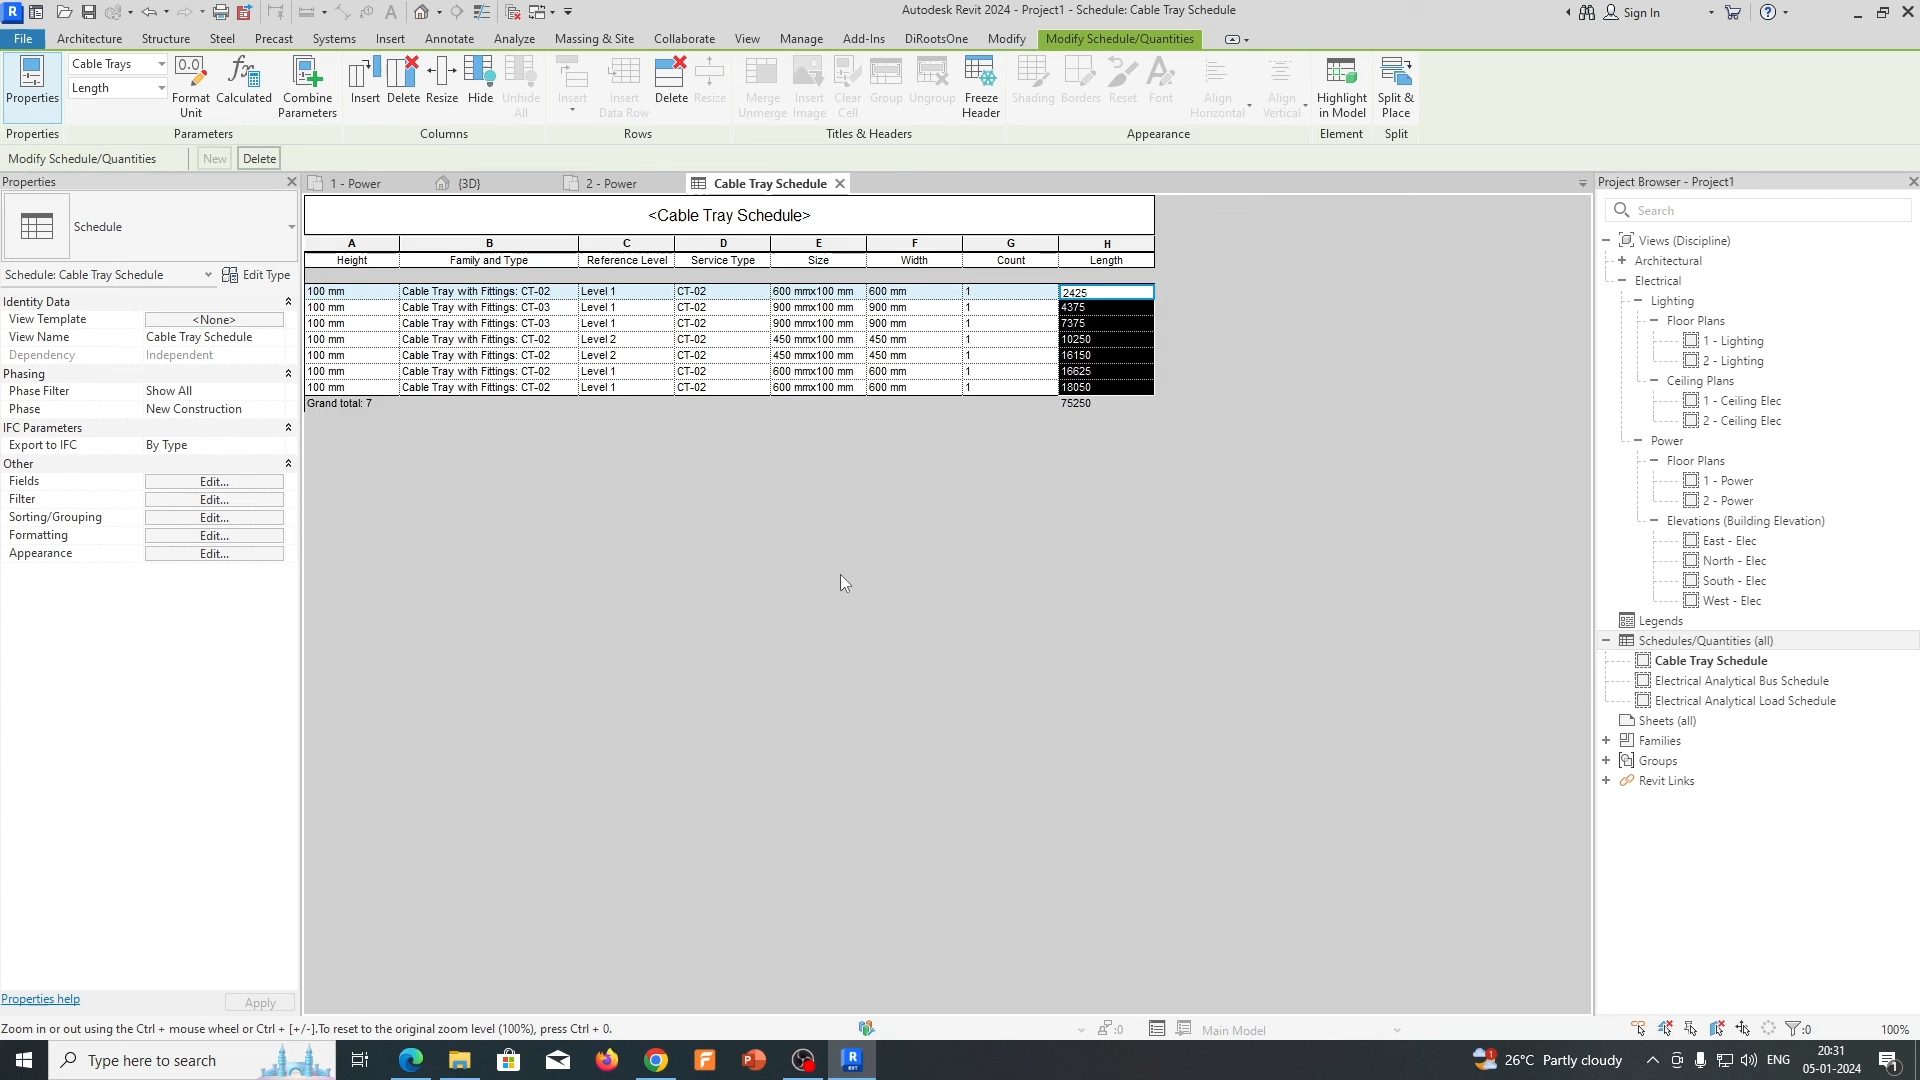 Autodesk Revit 2024 - Project1 - Schedule: Cable Tray Schedule
Sign In
File Architecture Structure Steel Precast Systems Insert Annotate Analyze Massing & Site Collaborate View Manage Add-Ins DiRootsOne Modify Modify Schedule/Quantities
Properties
Cable Trays
Length
Format Unit
Calculated
Combine Parameters
Insert
Delete
Resize
Hide
Unhide All
Insert
Insert Data Row
Delete
Resize
Merge Unmerge
Insert Image
Clear Cell
Group
Ungroup
Freeze Header
Shading
Borders
Reset
Font
Align Horizontal
Align Vertical
Highlight in Model
Split & Place
Properties Parameters Columns Rows Titles & Headers Appearance Element Split
Modify Schedule/Quantities New Delete
Properties
Schedule
Schedule: Cable Tray Schedule Edit Type
Identity Data
View Template <None>
View Name Cable Tray Schedule
Dependency Independent
Phasing
Phase Filter Show All
Phase New Construction
IFC Parameters
Export to IFC By Type
Other
Fields Edit...
Filter Edit...
Sorting/Grouping Edit...
Formatting Edit...
Appearance Edit...
Properties help Apply
1 - Power {3D} 2 - Power Cable Tray Schedule
<Cable Tray Schedule>
A B C D E F G H
Height Family and Type Reference Level Service Type Size Width Count Length
100 mm Cable Tray with Fittings: CT-02 Level 1 CT-02 600 mmx100 mm 600 mm 1 2425
100 mm Cable Tray with Fittings: CT-03 Level 1 CT-02 900 mmx100 mm 900 mm 1 4375
100 mm Cable Tray with Fittings: CT-03 Level 1 CT-02 900 mmx100 mm 900 mm 1 7375
100 mm Cable Tray with Fittings: CT-02 Level 2 CT-02 450 mmx100 mm 450 mm 1 10250
100 mm Cable Tray with Fittings: CT-02 Level 2 CT-02 450 mmx100 mm 450 mm 1 16150
100 mm Cable Tray with Fittings: CT-02 Level 1 CT-02 600 mmx100 mm 600 mm 1 16625
100 mm Cable Tray with Fittings: CT-02 Level 1 CT-02 600 mmx100 mm 600 mm 1 18050
Grand total: 7 75250
Project Browser - Project1
Search
Views (Discipline)
Architectural
Electrical
Lighting
Floor Plans
1 - Lighting
2 - Lighting
Ceiling Plans
1 - Ceiling Elec
2 - Ceiling Elec
Power
Floor Plans
1 - Power
2 - Power
Elevations (Building Elevation)
East - Elec
North - Elec
South - Elec
West - Elec
Legends
Schedules/Quantities (all)
Cable Tray Schedule
Electrical Analytical Bus Schedule
Electrical Analytical Load Schedule
Sheets (all)
Families
Groups
Revit Links
Zoom in or out using the Ctrl + mouse wheel or Ctrl + [+/-].To reset to the original zoom level (100%), press Ctrl + 0.
:0 Main Model :0 100%
Type here to search
26°C Partly cloudy ENG 20:31
05-01-2024